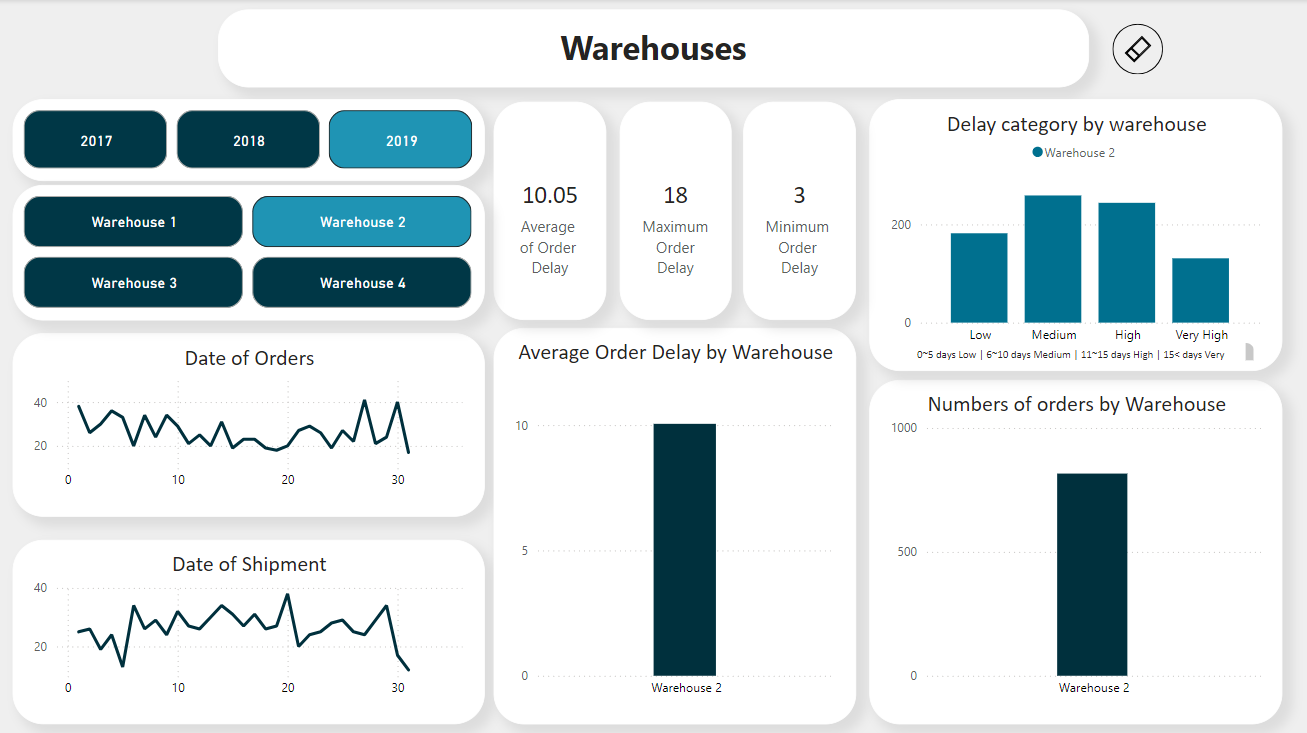 Warehouses
2017
2018
2019
Warehouse 1
Warehouse 2
Warehouse 3
Warehouse 4
10.05
Average
of Order
Delay
18
Maximum
Order
Delay
3
Minimum
Order
Delay
Delay category by warehouse
Warehouse 2
200
0
Low Medium High Very High
0~5 days Low | 6~10 days Medium | 11~15 days High | 15< days Very
Date of Orders
40
20
0 10 20 30
Date of Shipment
40
20
0 10 20 30
Average Order Delay by Warehouse
10
5
0
Warehouse 2
Numbers of orders by Warehouse
1000
500
0
Warehouse 2